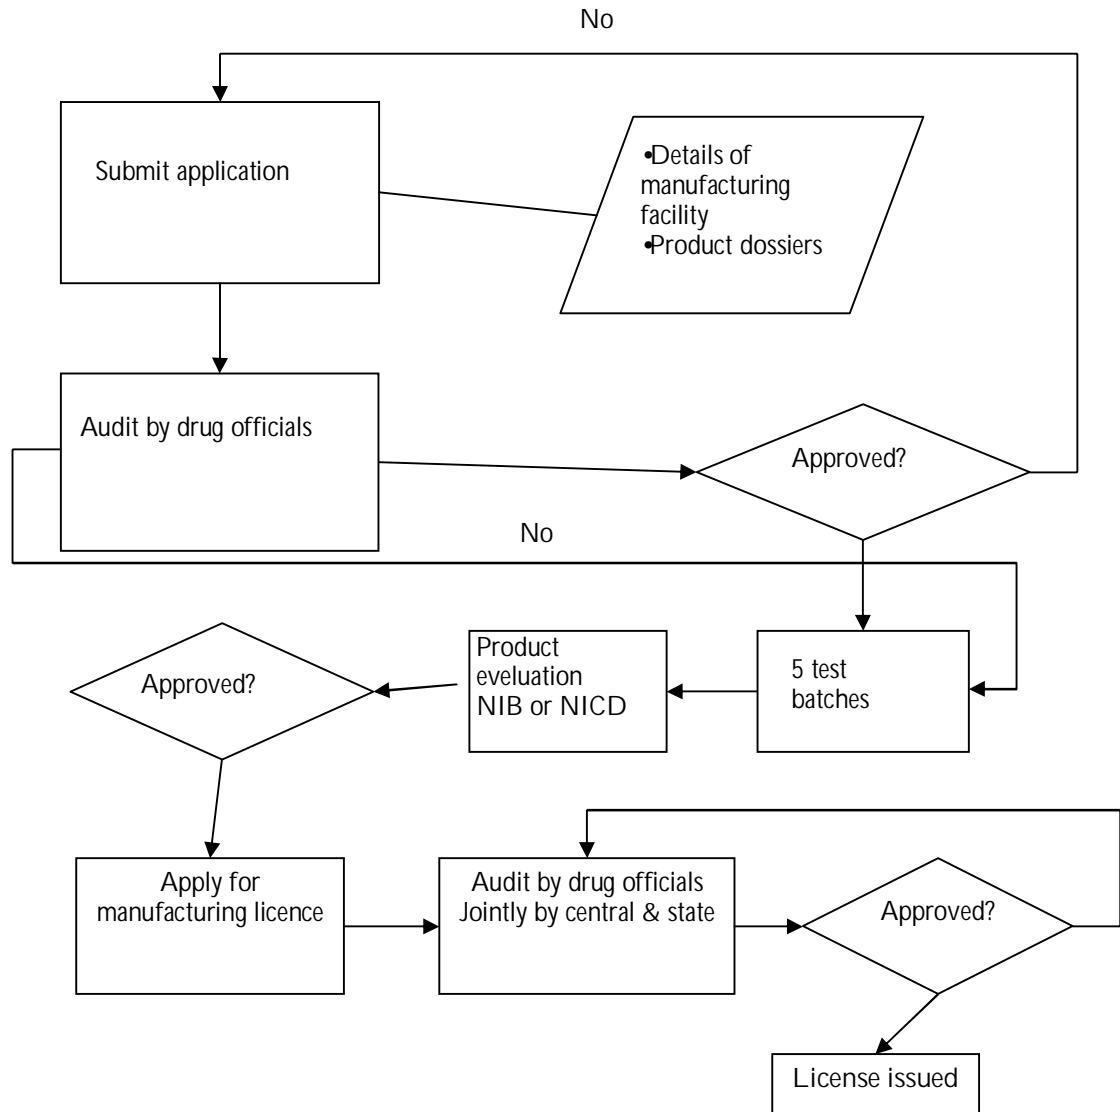 No
Submit application
•Details of
manufacturing
facility
•Product dossiers
Audit by drug officials
Approved?
No
Approved?
Product
eveluation
NIB or NICD
5 test
batches
Apply for
manufacturing licence
Audit by drug officials
Jointly by central & state
Approved?
License issued